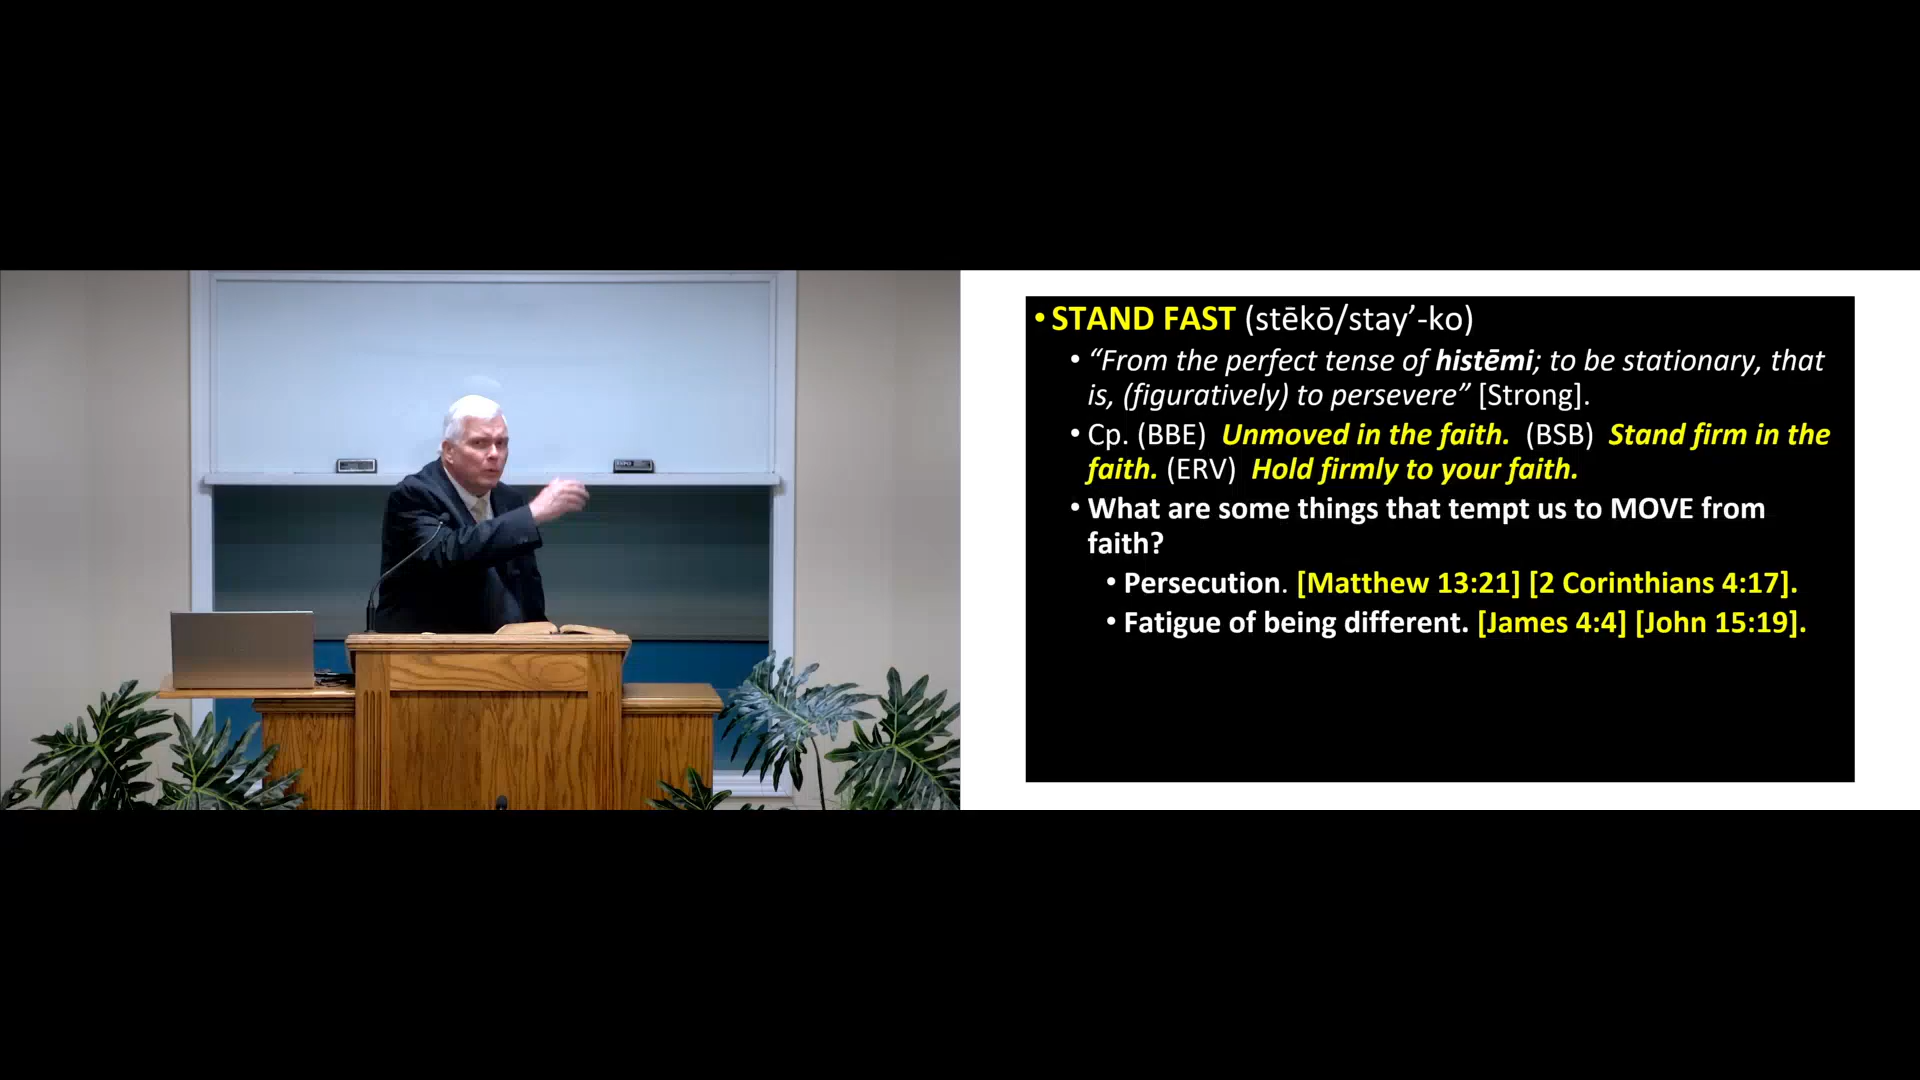 • STAND FAST (stēkō/stay’-ko)
• “From the perfect tense of histēmi; to be stationary, that
is, (figuratively) to persevere” [Strong].
• Cp. (BBE) Unmoved in the faith. (BSB) Stand firm in the
faith. (ERV) Hold firmly to your faith.
• What are some things that tempt us to MOVE from
faith?
• Persecution. [Matthew 13:21] [2 Corinthians 4:17].
• Fatigue of being different. [James 4:4] [John 15:19].